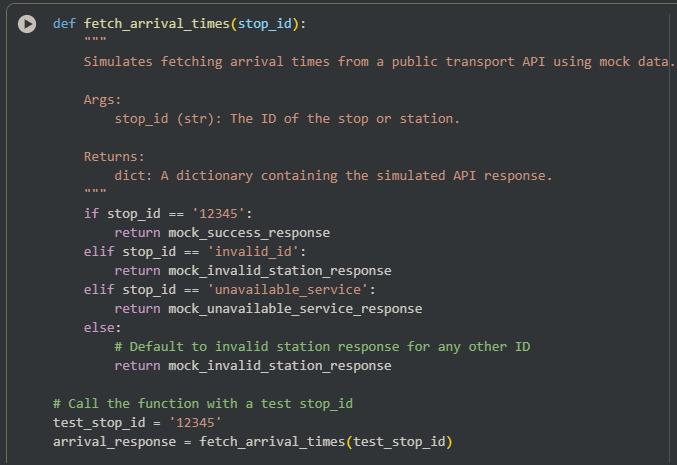 def fetch_arrival_times(stop_id):
    """
    Simulates fetching arrival times from a public transport API using mock data.

    Args:
        stop_id (str): The ID of the stop or station.

    Returns:
        dict: A dictionary containing the simulated API response.
    """
    if stop_id == '12345':
        return mock_success_response
    elif stop_id == 'invalid_id':
        return mock_invalid_station_response
    elif stop_id == 'unavailable_service':
        return mock_unavailable_service_response
    else:
        # Default to invalid station response for any other ID
        return mock_invalid_station_response

# Call the function with a test stop_id
test_stop_id = '12345'
arrival_response = fetch_arrival_times(test_stop_id)